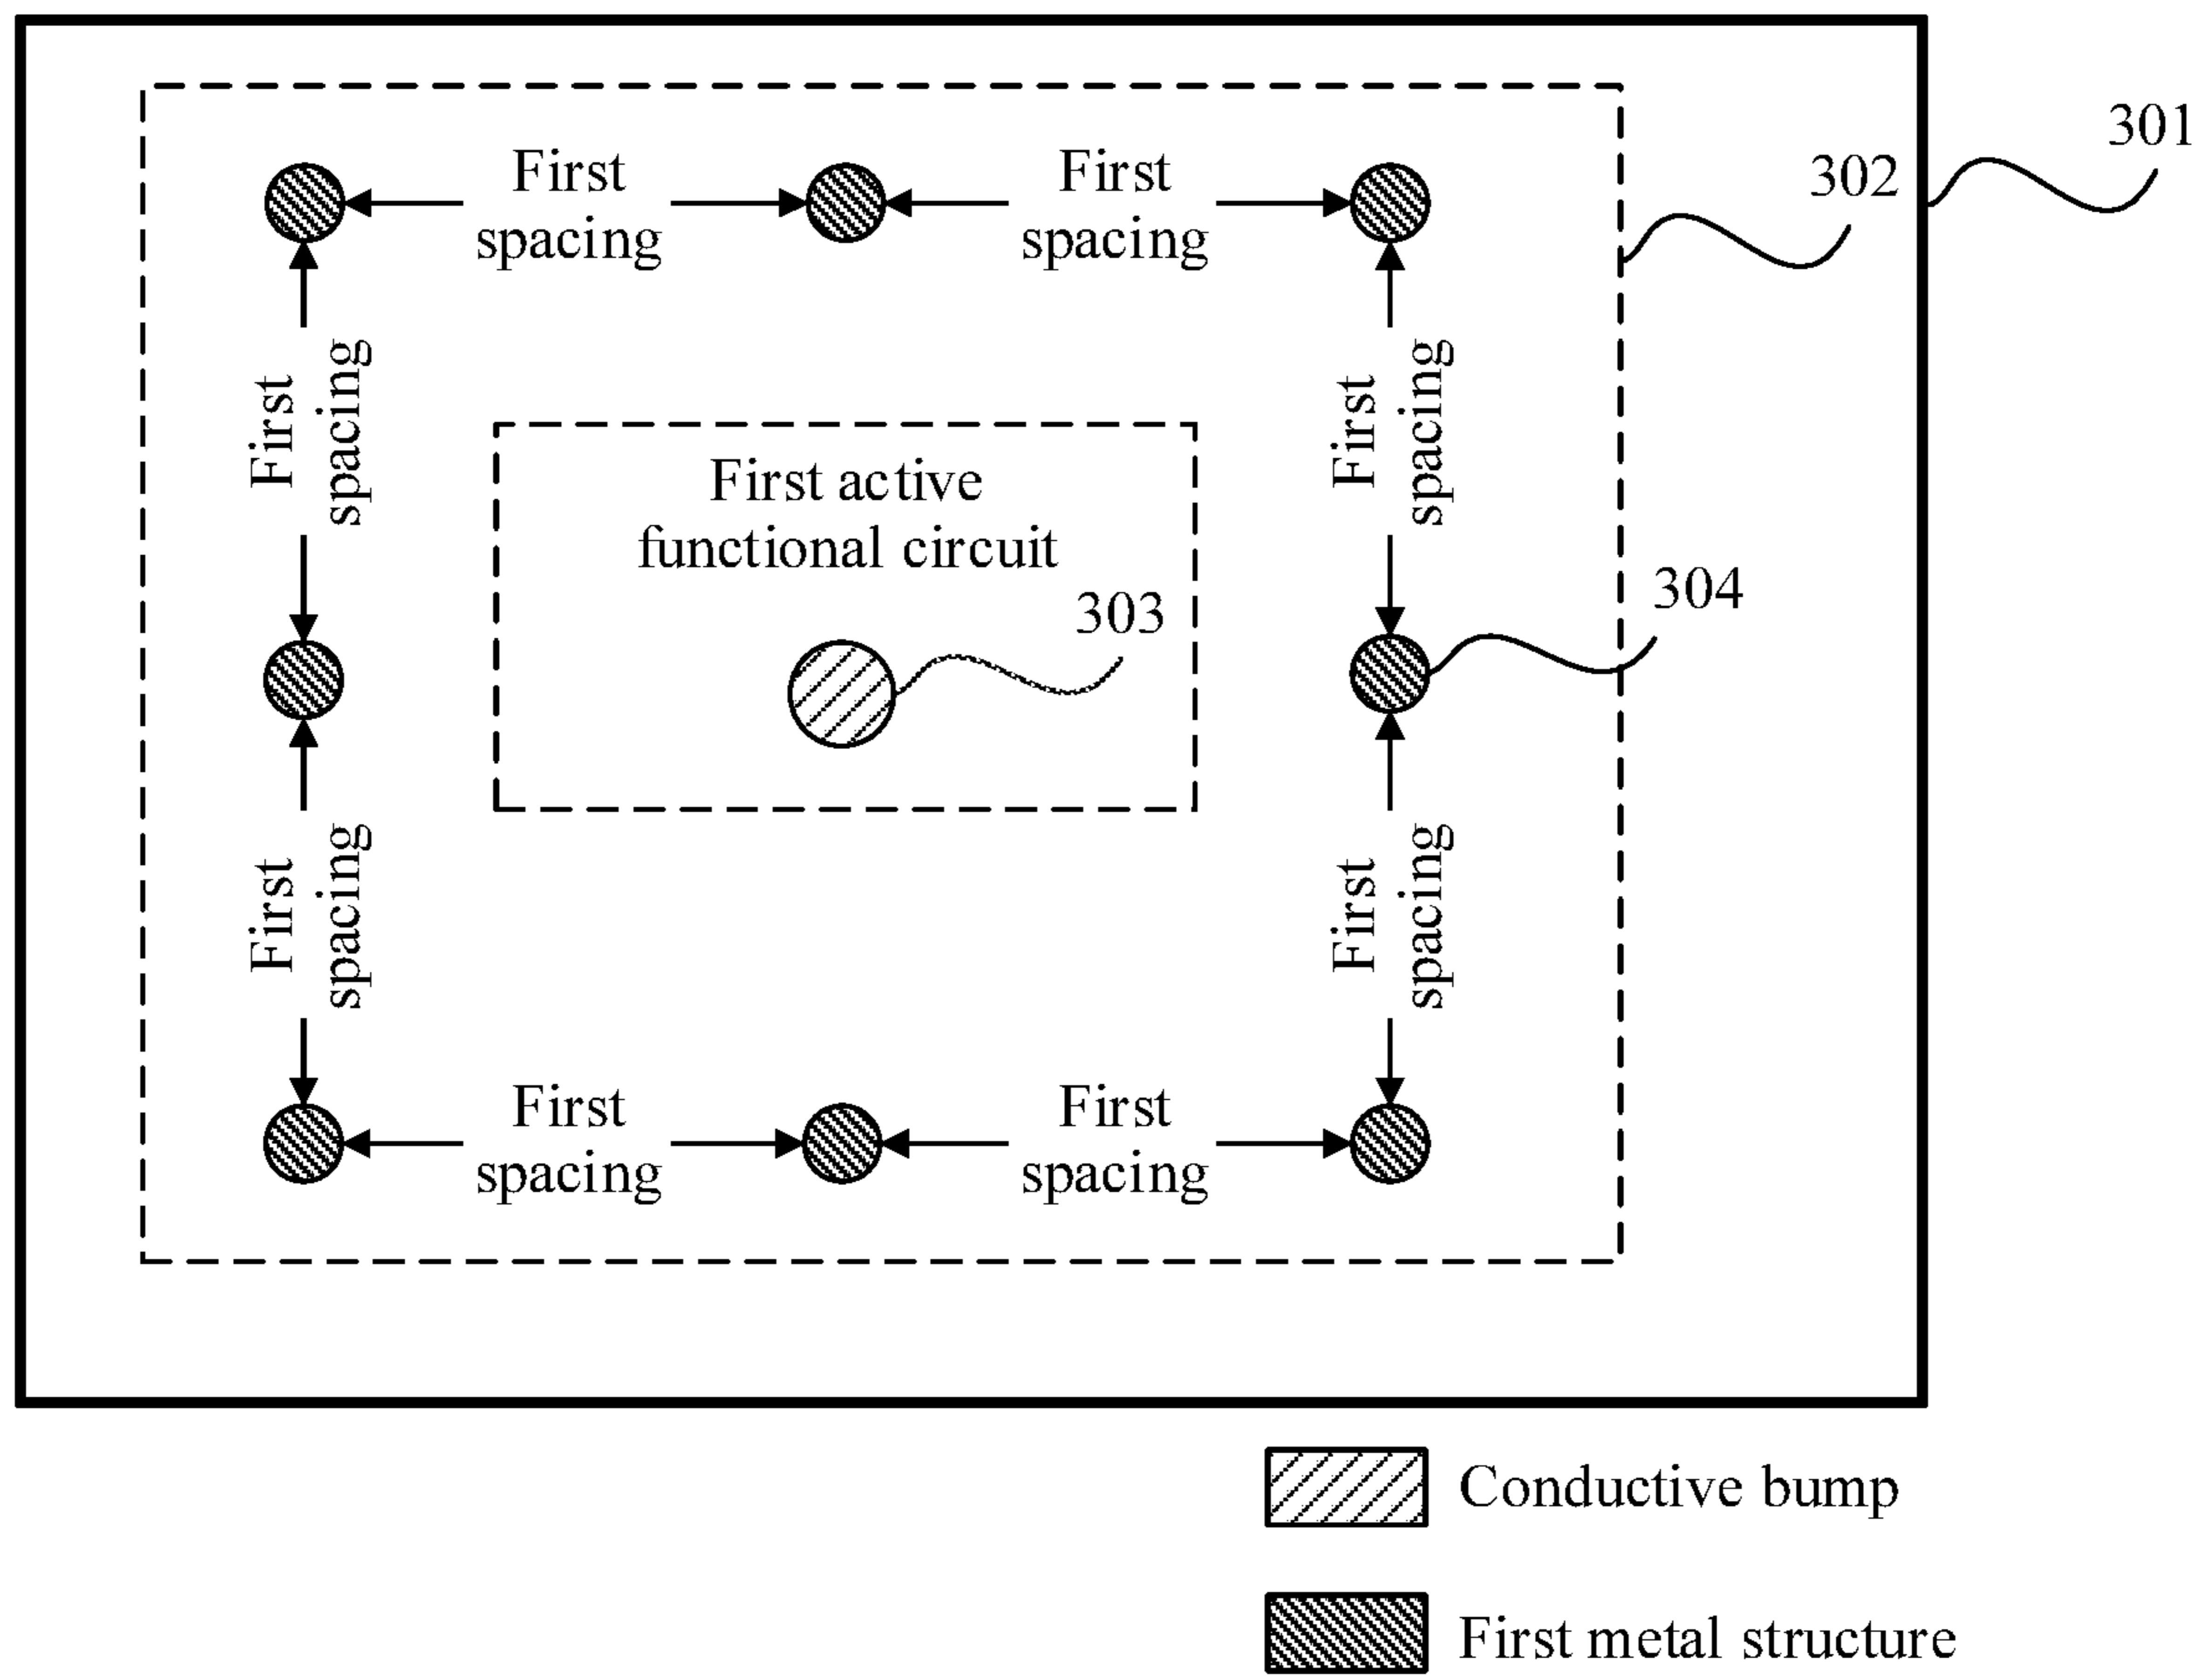 301
302
First
spacing
First
spacing
First
spacing
First
spacing
First active
functional circuit
303
304
First
spacing
First
spacing
First
spacing
First
spacing
Conductive bump
First metal structure